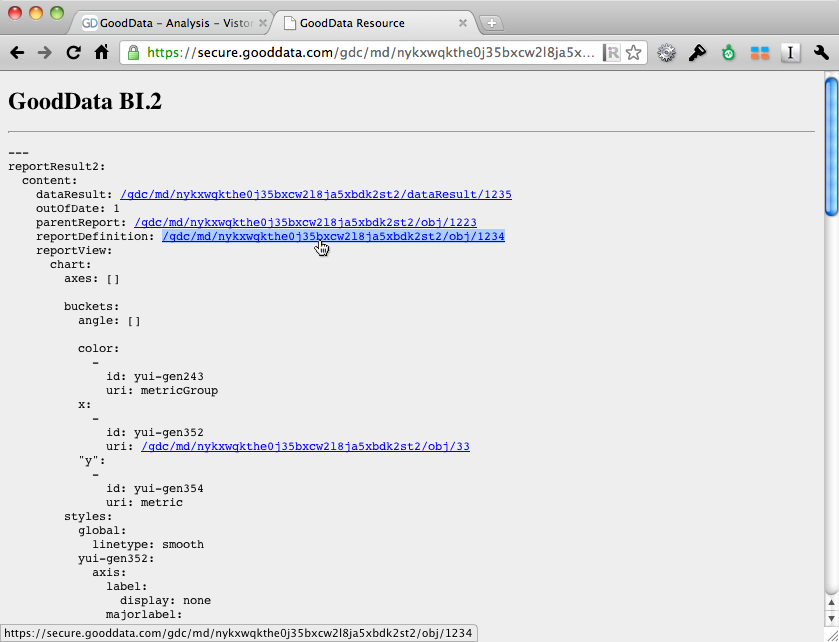 GoodData – Analysis – Vistor
GoodData Resource
https://secure.gooddata.com/gdc/md/nykxwqkthe0j35bxcw2l8ja5x...
GoodData BI.2
---
reportResult2:
content:
dataResult: /gdc/md/nykxwqkthe0j35bxcw2l8ja5xbdk2st2/dataResult/1235
outOfDate: 1
parentReport: /gdc/md/nykxwqkthe0j35bxcw2l8ja5xbdk2st2/obj/1223
reportDefinition: /gdc/md/nykxwqkthe0j35bxcw2l8ja5xbdk2st2/obj/1234
reportView:
chart:
axes: []
buckets:
angle: []
color:
-
id: yui-gen243
uri: metricGroup
x:
-
id: yui-gen352
uri: /gdc/md/nykxwqkthe0j35bxcw2l8ja5xbdk2st2/obj/33
"y":
-
id: yui-gen354
uri: metric
styles:
global:
linetype: smooth
yui-gen352:
axis:
label:
display: none
majorlabel:
https://secure.gooddata.com/gdc/md/nykxwqkthe0j35bxcw2l8ja5xbdk2st2/obj/1234